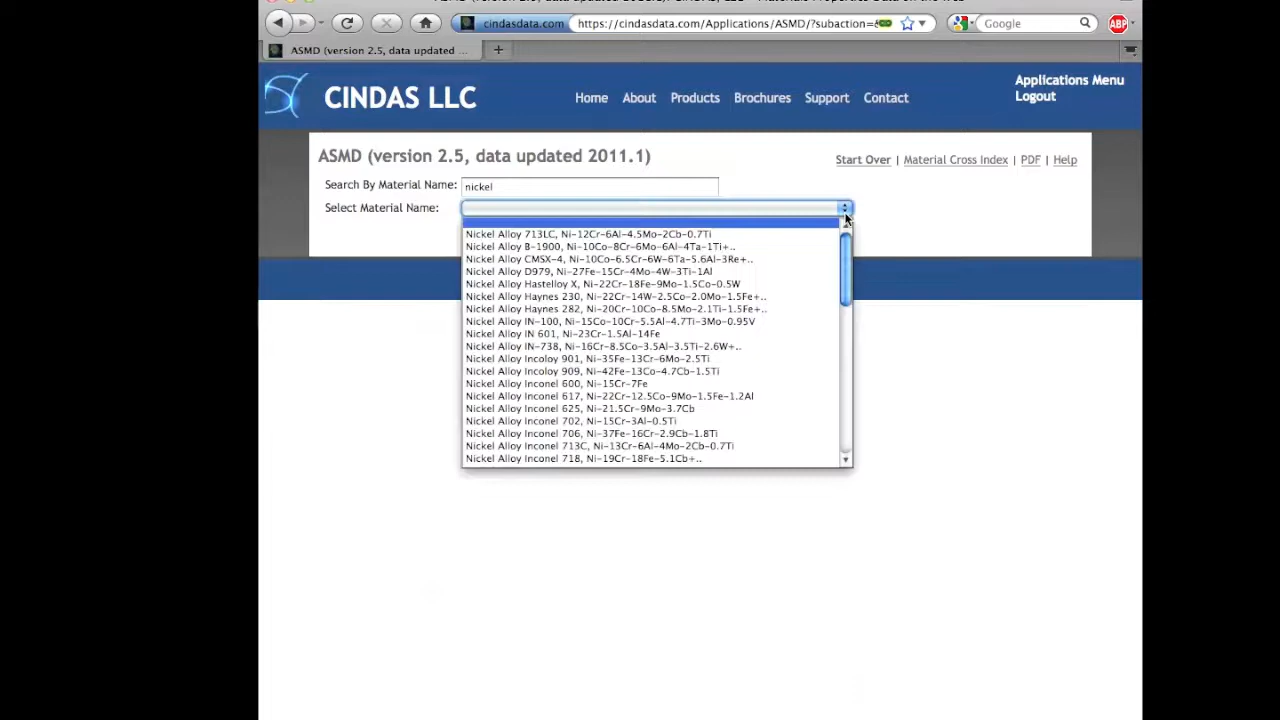 cindasdata.com
https://cindasdata.com/Applications/ASMD/?subaction=
Google
ABP
ASMD (version 2.5, data updated ...
CINDAS LLC
Home
About
Products
Brochures
Support
Contact
Applications Menu
Logout
ASMD (version 2.5, data updated 2011.1)
Start Over | Material Cross Index | PDF | Help
Search By Material Name: nickel
Select Material Name:
Nickel Alloy 713LC, Ni-12Cr-6Al-4.5Mo-2Cb-0.7Ti
Nickel Alloy B-1900, Ni-10Co-8Cr-6Mo-6Al-4Ta-1Ti+..
Nickel Alloy CMSX-4, Ni-10Co-6.5Cr-6W-6Ta-5.6Al-3Re+..
Nickel Alloy D979, Ni-27Fe-15Cr-4Mo-4W-3Ti-1Al
Nickel Alloy Hastelloy X, Ni-22Cr-18Fe-9Mo-1.5Co-0.5W
Nickel Alloy Haynes 230, Ni-22Cr-14W-2.5Co-2.0Mo-1.5Fe+..
Nickel Alloy Haynes 282, Ni-20Cr-10Co-8.5Mo-2.1Ti-1.5Fe+..
Nickel Alloy IN-100, Ni-15Co-10Cr-5.5Al-4.7Ti-3Mo-0.95V
Nickel Alloy IN 601, Ni-23Cr-1.5Al-14Fe
Nickel Alloy IN-738, Ni-16Cr-8.5Co-3.5Al-3.5Ti-2.6W+..
Nickel Alloy Incoloy 901, Ni-35Fe-13Cr-6Mo-2.5Ti
Nickel Alloy Incoloy 909, Ni-42Fe-13Co-4.7Cb-1.5Ti
Nickel Alloy Inconel 600, Ni-15Cr-7Fe
Nickel Alloy Inconel 617, Ni-22Cr-12.5Co-9Mo-1.5Fe-1.2Al
Nickel Alloy Inconel 625, Ni-21.5Cr-9Mo-3.7Cb
Nickel Alloy Inconel 702, Ni-15Cr-3Al-0.5Ti
Nickel Alloy Inconel 706, Ni-37Fe-16Cr-2.9Cb-1.8Ti
Nickel Alloy Inconel 713C, Ni-13Cr-6Al-4Mo-2Cb-0.7Ti
Nickel Alloy Inconel 718, Ni-19Cr-18Fe-5.1Cb+..